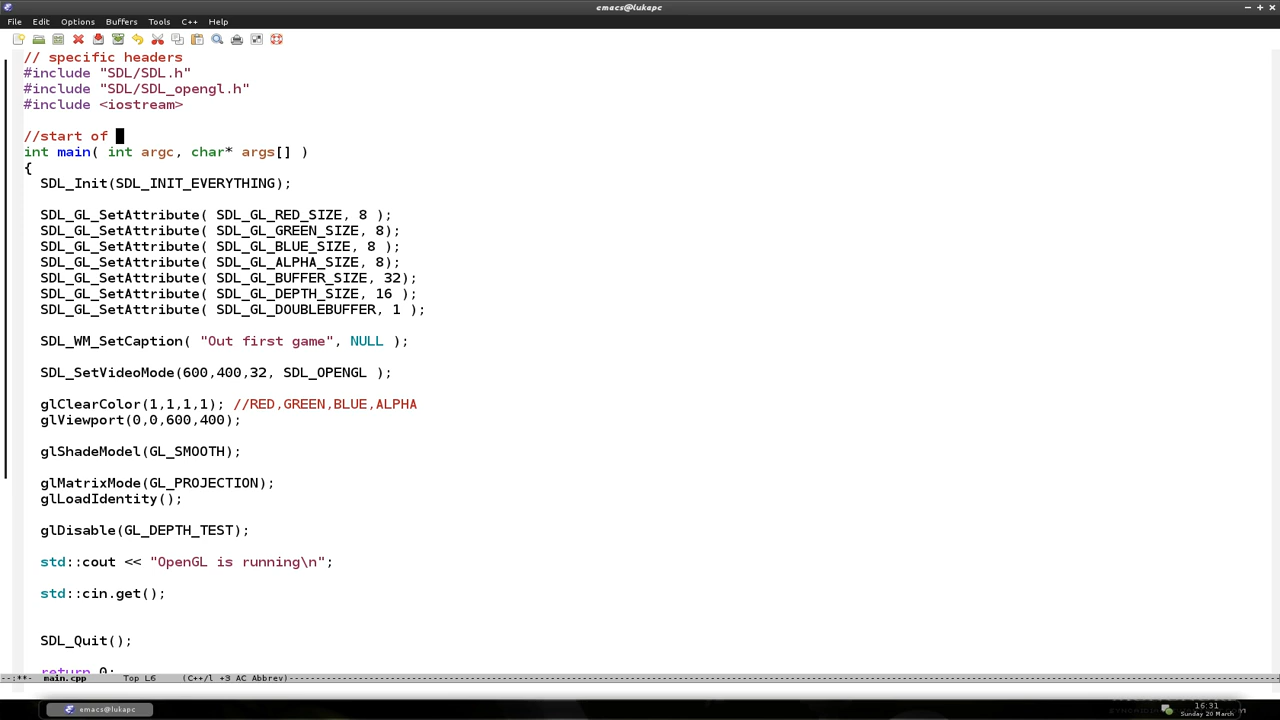 emacs@lukapc
File Edit Options Buffers Tools C++ Help
// specific headers
#include "SDL/SDL.h"
#include "SDL/SDL_opengl.h"
#include <iostream>
//start of
int main( int argc, char* args[] )
{
SDL_Init(SDL_INIT_EVERYTHING);
SDL_GL_SetAttribute( SDL_GL_RED_SIZE, 8 );
SDL_GL_SetAttribute( SDL_GL_GREEN_SIZE, 8);
SDL_GL_SetAttribute( SDL_GL_BLUE_SIZE, 8 );
SDL_GL_SetAttribute( SDL_GL_ALPHA_SIZE, 8);
SDL_GL_SetAttribute( SDL_GL_BUFFER_SIZE, 32);
SDL_GL_SetAttribute( SDL_GL_DEPTH_SIZE, 16 );
SDL_GL_SetAttribute( SDL_GL_DOUBLEBUFFER, 1 );
SDL_WM_SetCaption( "Out first game", NULL );
SDL_SetVideoMode(600,400,32, SDL_OPENGL );
glClearColor(1,1,1,1); //RED,GREEN,BLUE,ALPHA
glViewport(0,0,600,400);
glShadeModel(GL_SMOOTH);
glMatrixMode(GL_PROJECTION);
glLoadIdentity();
glDisable(GL_DEPTH_TEST);
std::cout << "OpenGL is running\n";
std::cin.get();
SDL_Quit();
return 0;
--:**- main.cpp Top L6 (C++/l +3 AC Abbrev)
emacs@lukapc
16:31
Sunday 20 March